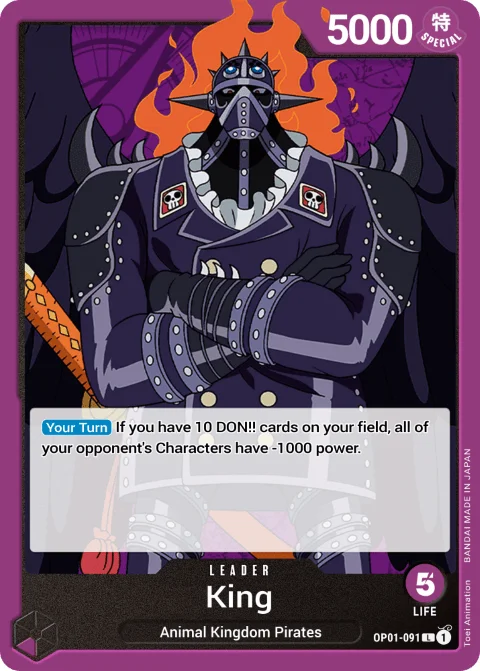 5000
特
SPECIAL
Your Turn If you have 10 DON!! cards on your field, all of
your opponent's Characters have -1000 power.
LEADER
King
Animal Kingdom Pirates
5
LIFE
OP01-091 L 1
Toei Animation BANDAI MADE IN JAPAN